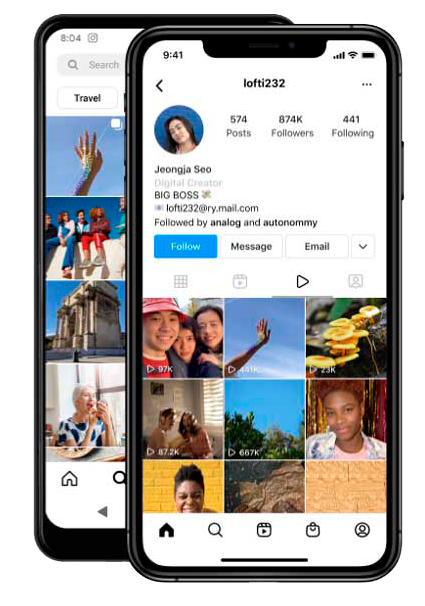 8:04
Search
Travel
9:41
lofti232
574
874K
441
Posts
Followers
Following
Jeongja Seo
Digital Creator
BIG BOSS 💸
📧 lofti232@ry.mail.com
Followed by analog and autonommy
Follow
Message
Email
97K
441K
23K
87.2K
667K